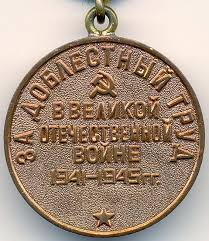 ЗА ДОБЛЕСТНЫЙ ТРУД
В ВЕЛИКОЙ
ОТЕЧЕСТВЕННОЙ
ВОЙНЕ
1941–1945 гг.